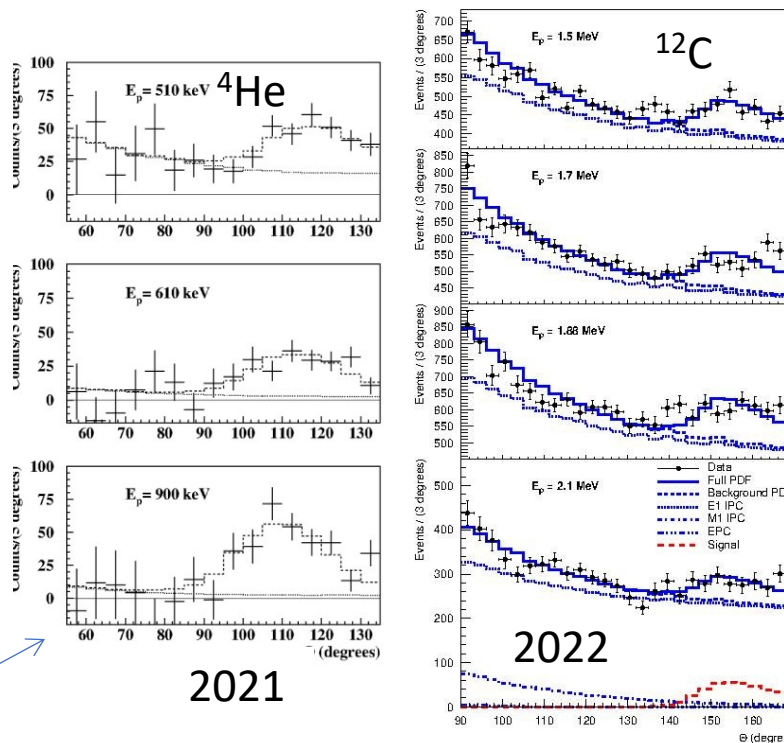 ⁴He
E_p = 510 keV
100
75
50
25
0
60 70 80 90 100 110 120 130
E_p = 610 keV
100
75
50
25
0
60 70 80 90 100 110 120 130
E_p = 900 keV
100
75
50
25
0
60 70 80 90 100 110 120 130
(degrees)
2021
¹²C
E_p = 1.5 MeV
Events / (3 degrees)
700
650
600
550
500
450
400
E_p = 1.7 MeV
Events / (3 degrees)
850
800
750
700
650
600
550
500
450
E_p = 1.88 MeV
Events / (3 degrees)
900
850
800
750
700
650
600
550
500
E_p = 2.1 MeV
Events / (3 degrees)
500
400
300
200
100
0
Data
Full PDF
Background PD
E1 IPC
M1 IPC
EPC
Signal
2022
90 100 110 120 130 140 150 160
Θ (degre